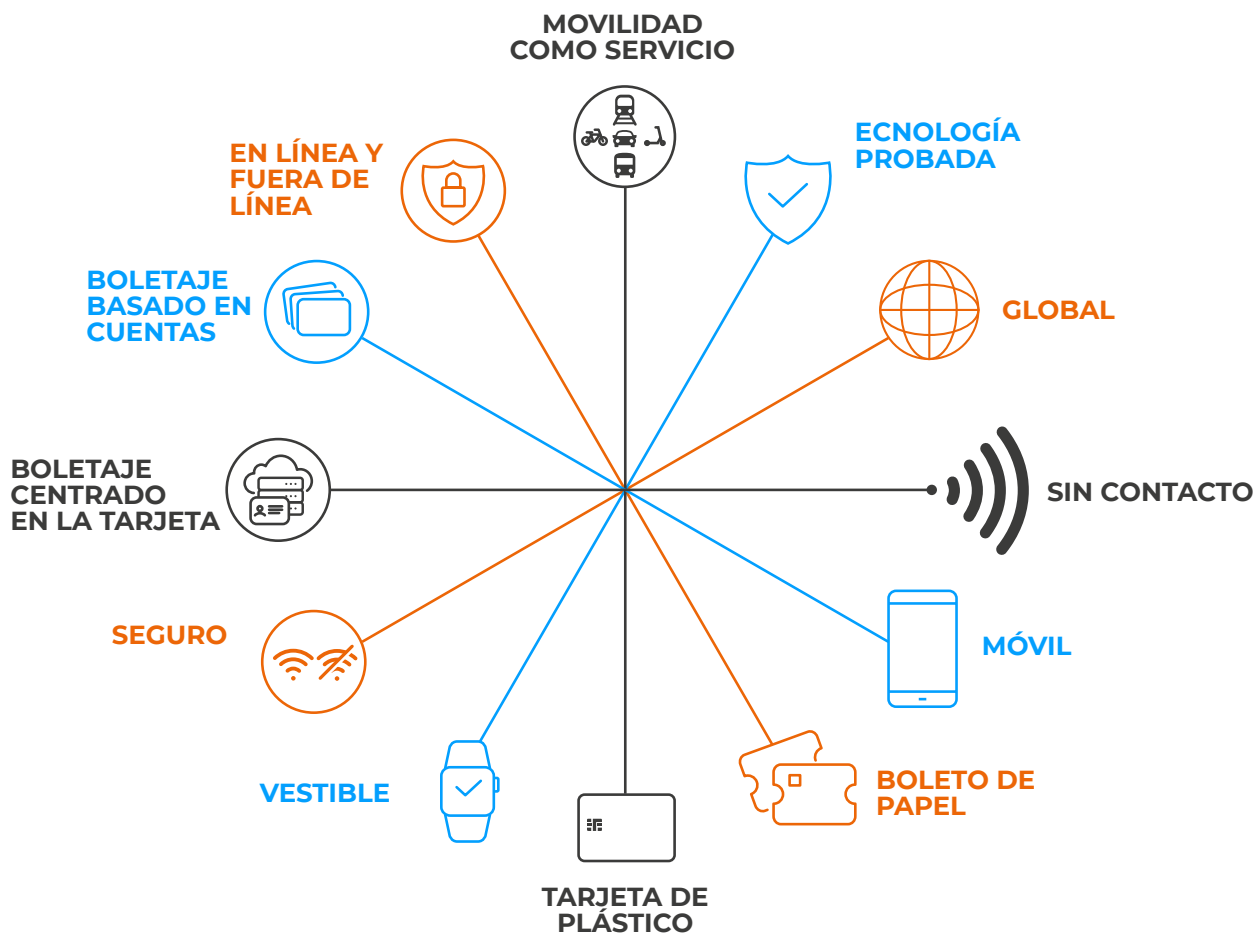 MOVILIDAD
COMO SERVICIO
ECNOLOGÍA
PROBADA
EN LÍNEA Y
FUERA DE
LÍNEA
BOLETAJE
BASADO EN
CUENTAS
GLOBAL
BOLETAJE
CENTRADO
EN LA TARJETA
SIN CONTACTO
SEGURO
MÓVIL
VESTIBLE
BOLETO DE
PAPEL
TARJETA DE
PLÁSTICO